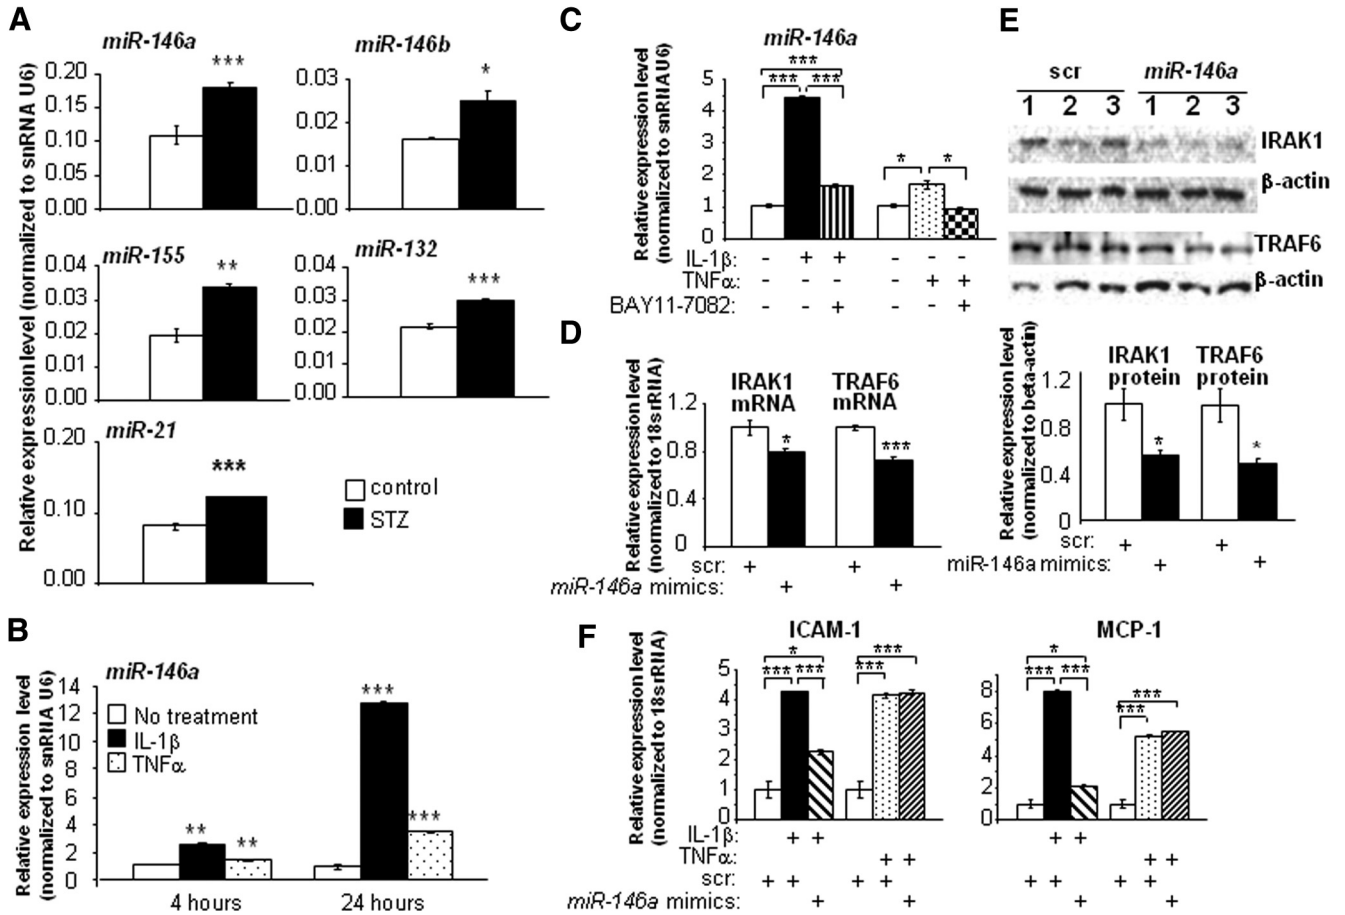 A
Relative expression level (normalized to snRNA U6)
miR-146a
***
0.20
0.15
0.10
0.05
0.00
miR-146b
*
0.03
0.02
0.01
0.00
miR-155
**
0.04
0.03
0.02
0.01
0.00
miR-132
***
0.04
0.03
0.02
0.01
0.00
miR-21
***
0.20
0.10
0.00
control
STZ
B
Relative expression level
(normalized to snRNA U6)
miR-146a
14
12
10
8
6
4
2
0
No treatment
IL-1β
TNFα
** **
*** ***
4 hours 24 hours
C
Relative expression level
(normalized to snRNAU6)
miR-146a
5
4
3
2
1
0
***
*** ***
* *
IL-1β: - + + - - -
TNFα: - - - - + +
BAY11-7082: - - + - - +
D
Relative expression level
(normalized to 18srRNA)
1.2
0.8
0.4
0
IRAK1
mRNA
TRAF6
mRNA
* ***
scr: + +
miR-146a mimics: + +
E
scr miR-146a
1 2 3 1 2 3
IRAK1
β-actin
TRAF6
β-actin
Relative expression level
(normalized to beta-actin)
1.2
0.8
0.4
0
IRAK1
protein
TRAF6
protein
* *
scr: + +
miR-146a mimics: + +
F
Relative expression level
(normalized to 18srRNA)
ICAM-1
5
4
3
2
1
0
* ***
*** *** ***
MCP-1
8
6
4
2
0
* ***
*** *** ***
IL-1β: + + + +
TNFα: + + + +
scr: + + + + + + + +
miR-146a mimics: + + + +